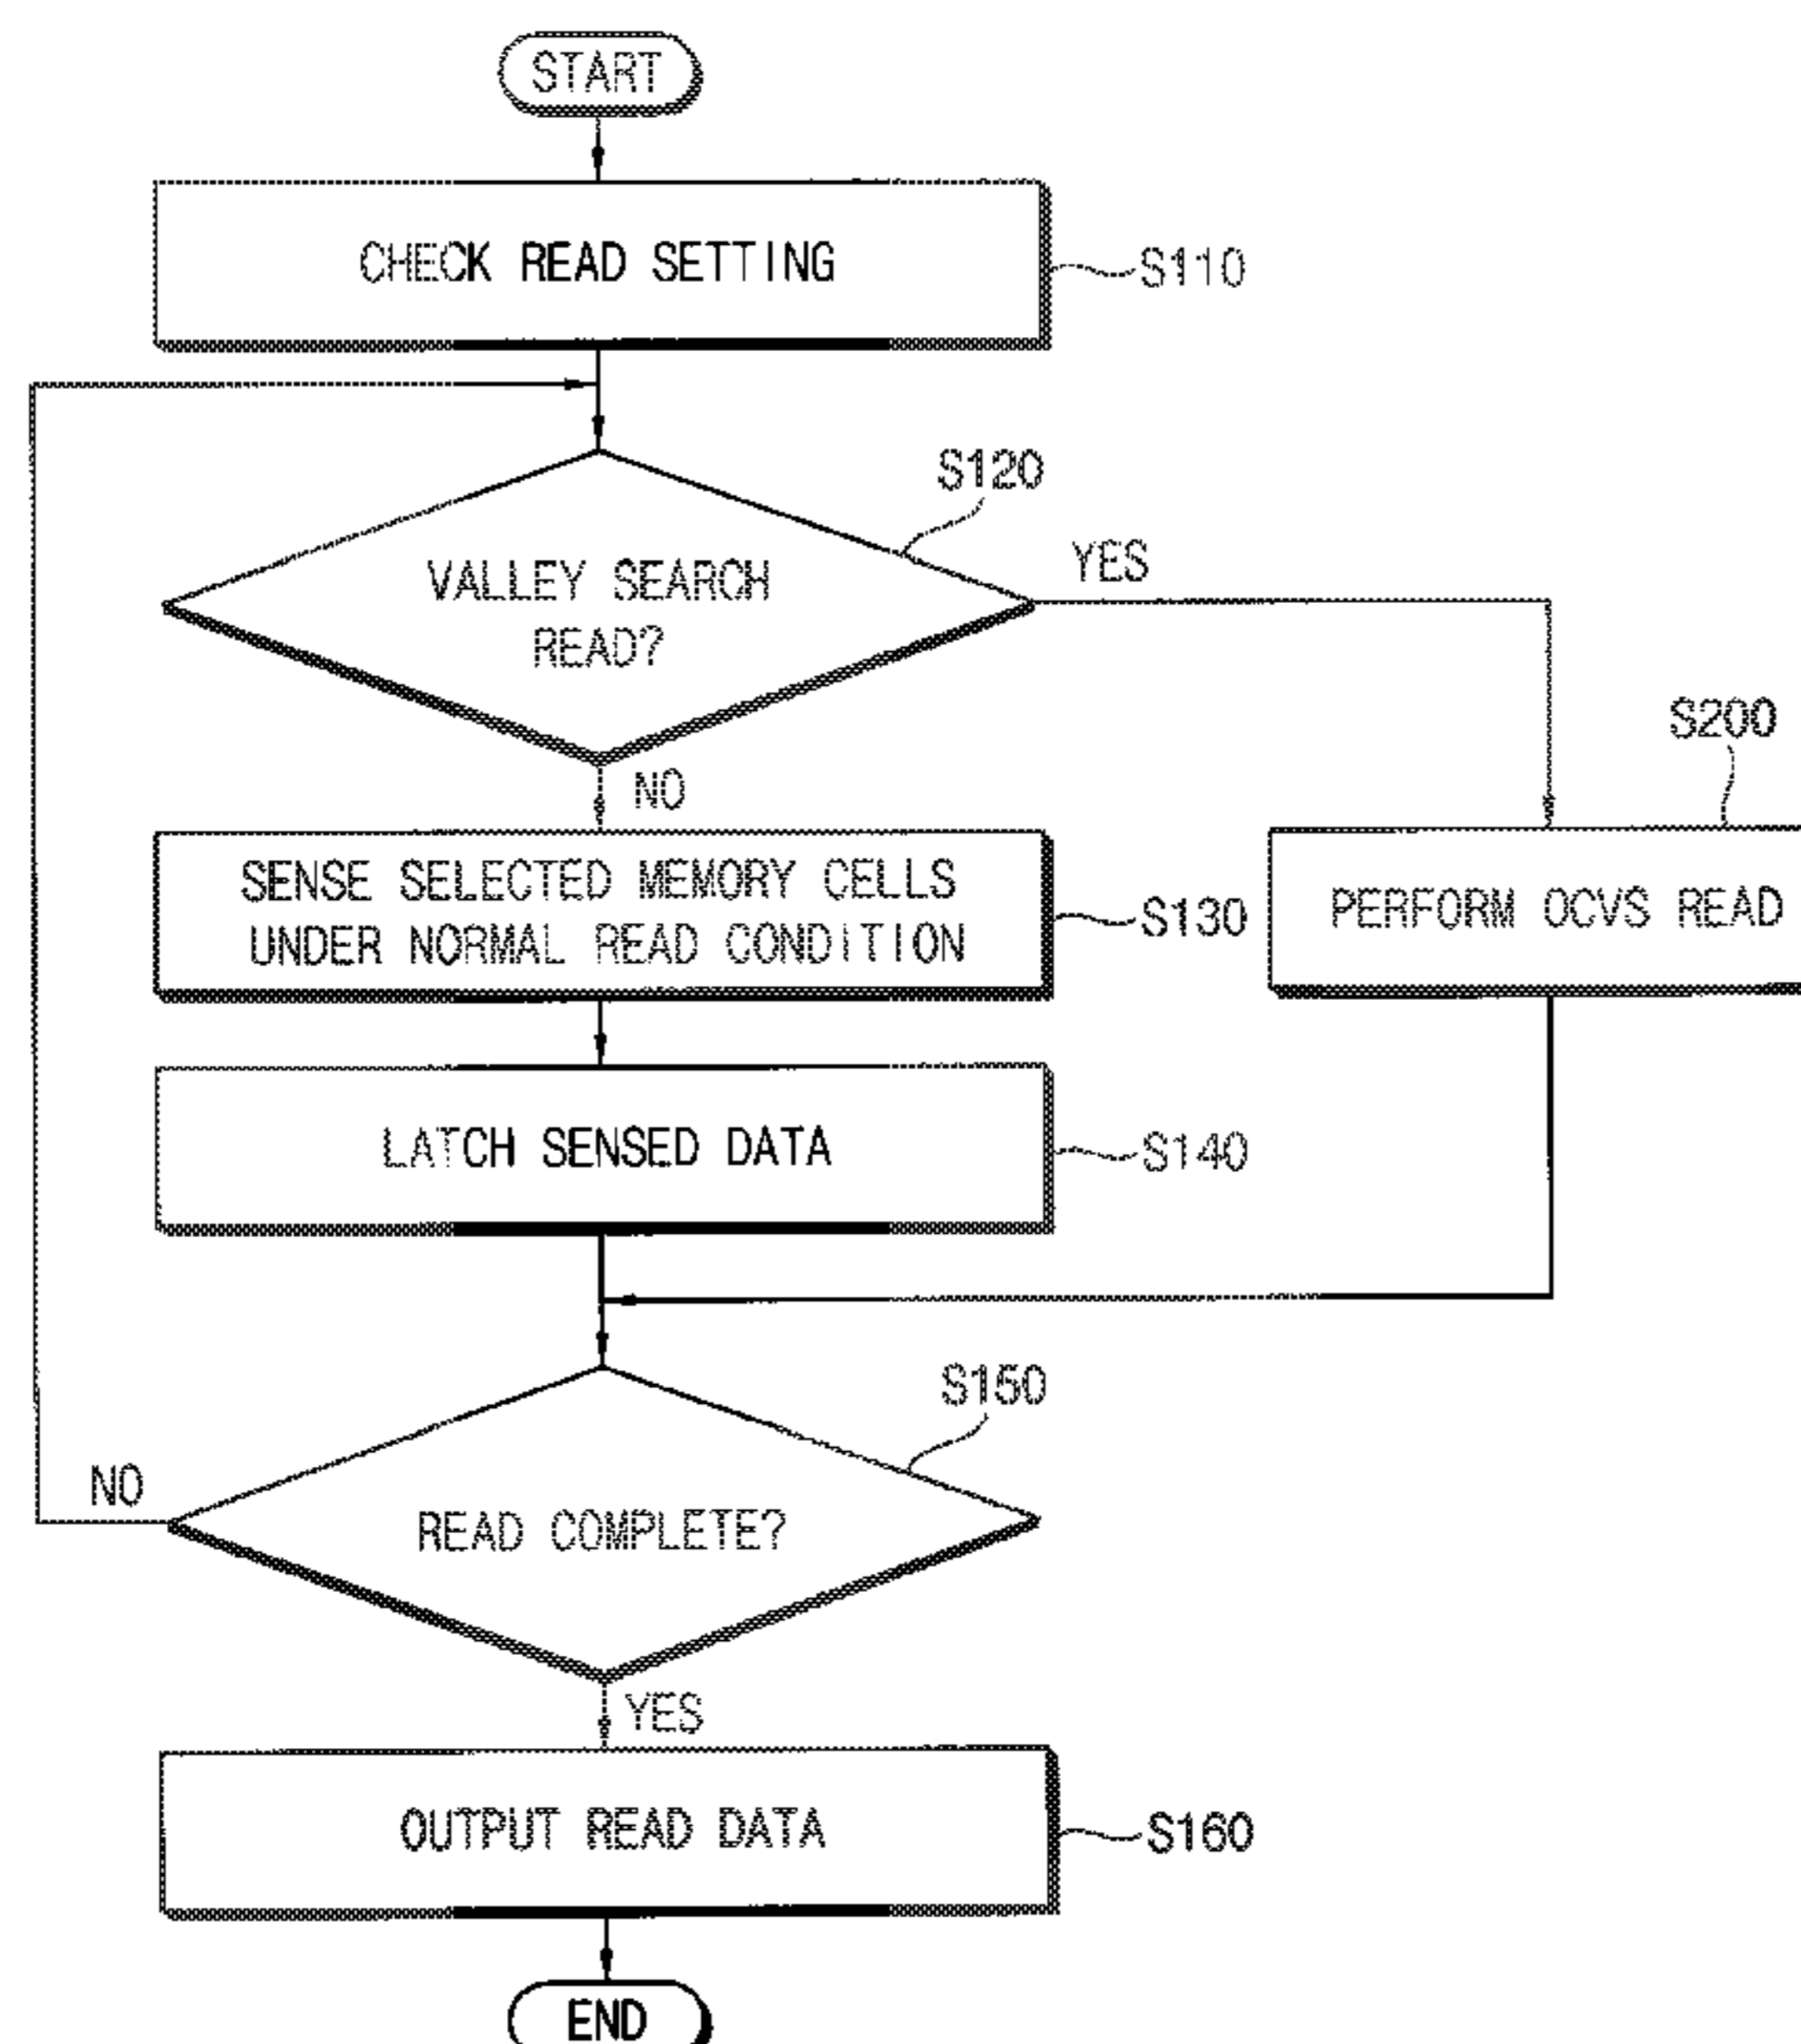 START
CHECK READ SETTING
S110
S120
VALLEY SEARCH
READ?
YES
NO
S200
SENSE SELECTED MEMORY CELLS
UNDER NORMAL READ CONDITION
S130
PERFORM OCVS READ
LATCH SENSED DATA
S140
S150
NO
READ COMPLETE?
YES
OUTPUT READ DATA
S160
END